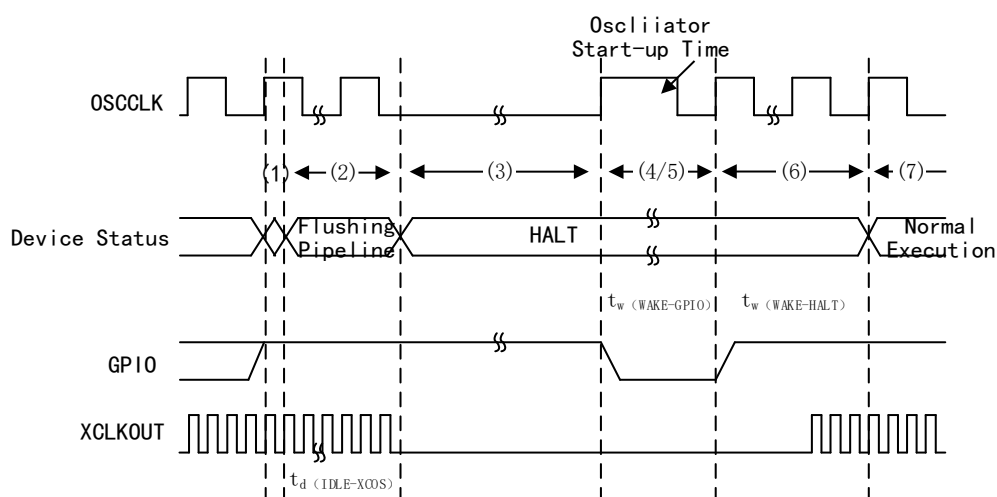 Oscliiator
Start-up Time
OSCCLK
(1) (2) (3) (4/5) (6) (7)
Device Status
Flushing
Pipeline
HALT
Normal
Execution
tw（WAKE-GPIO） tw（WAKE-HALT）
GPIO
XCLKOUT
td（IDLE-XCOS）